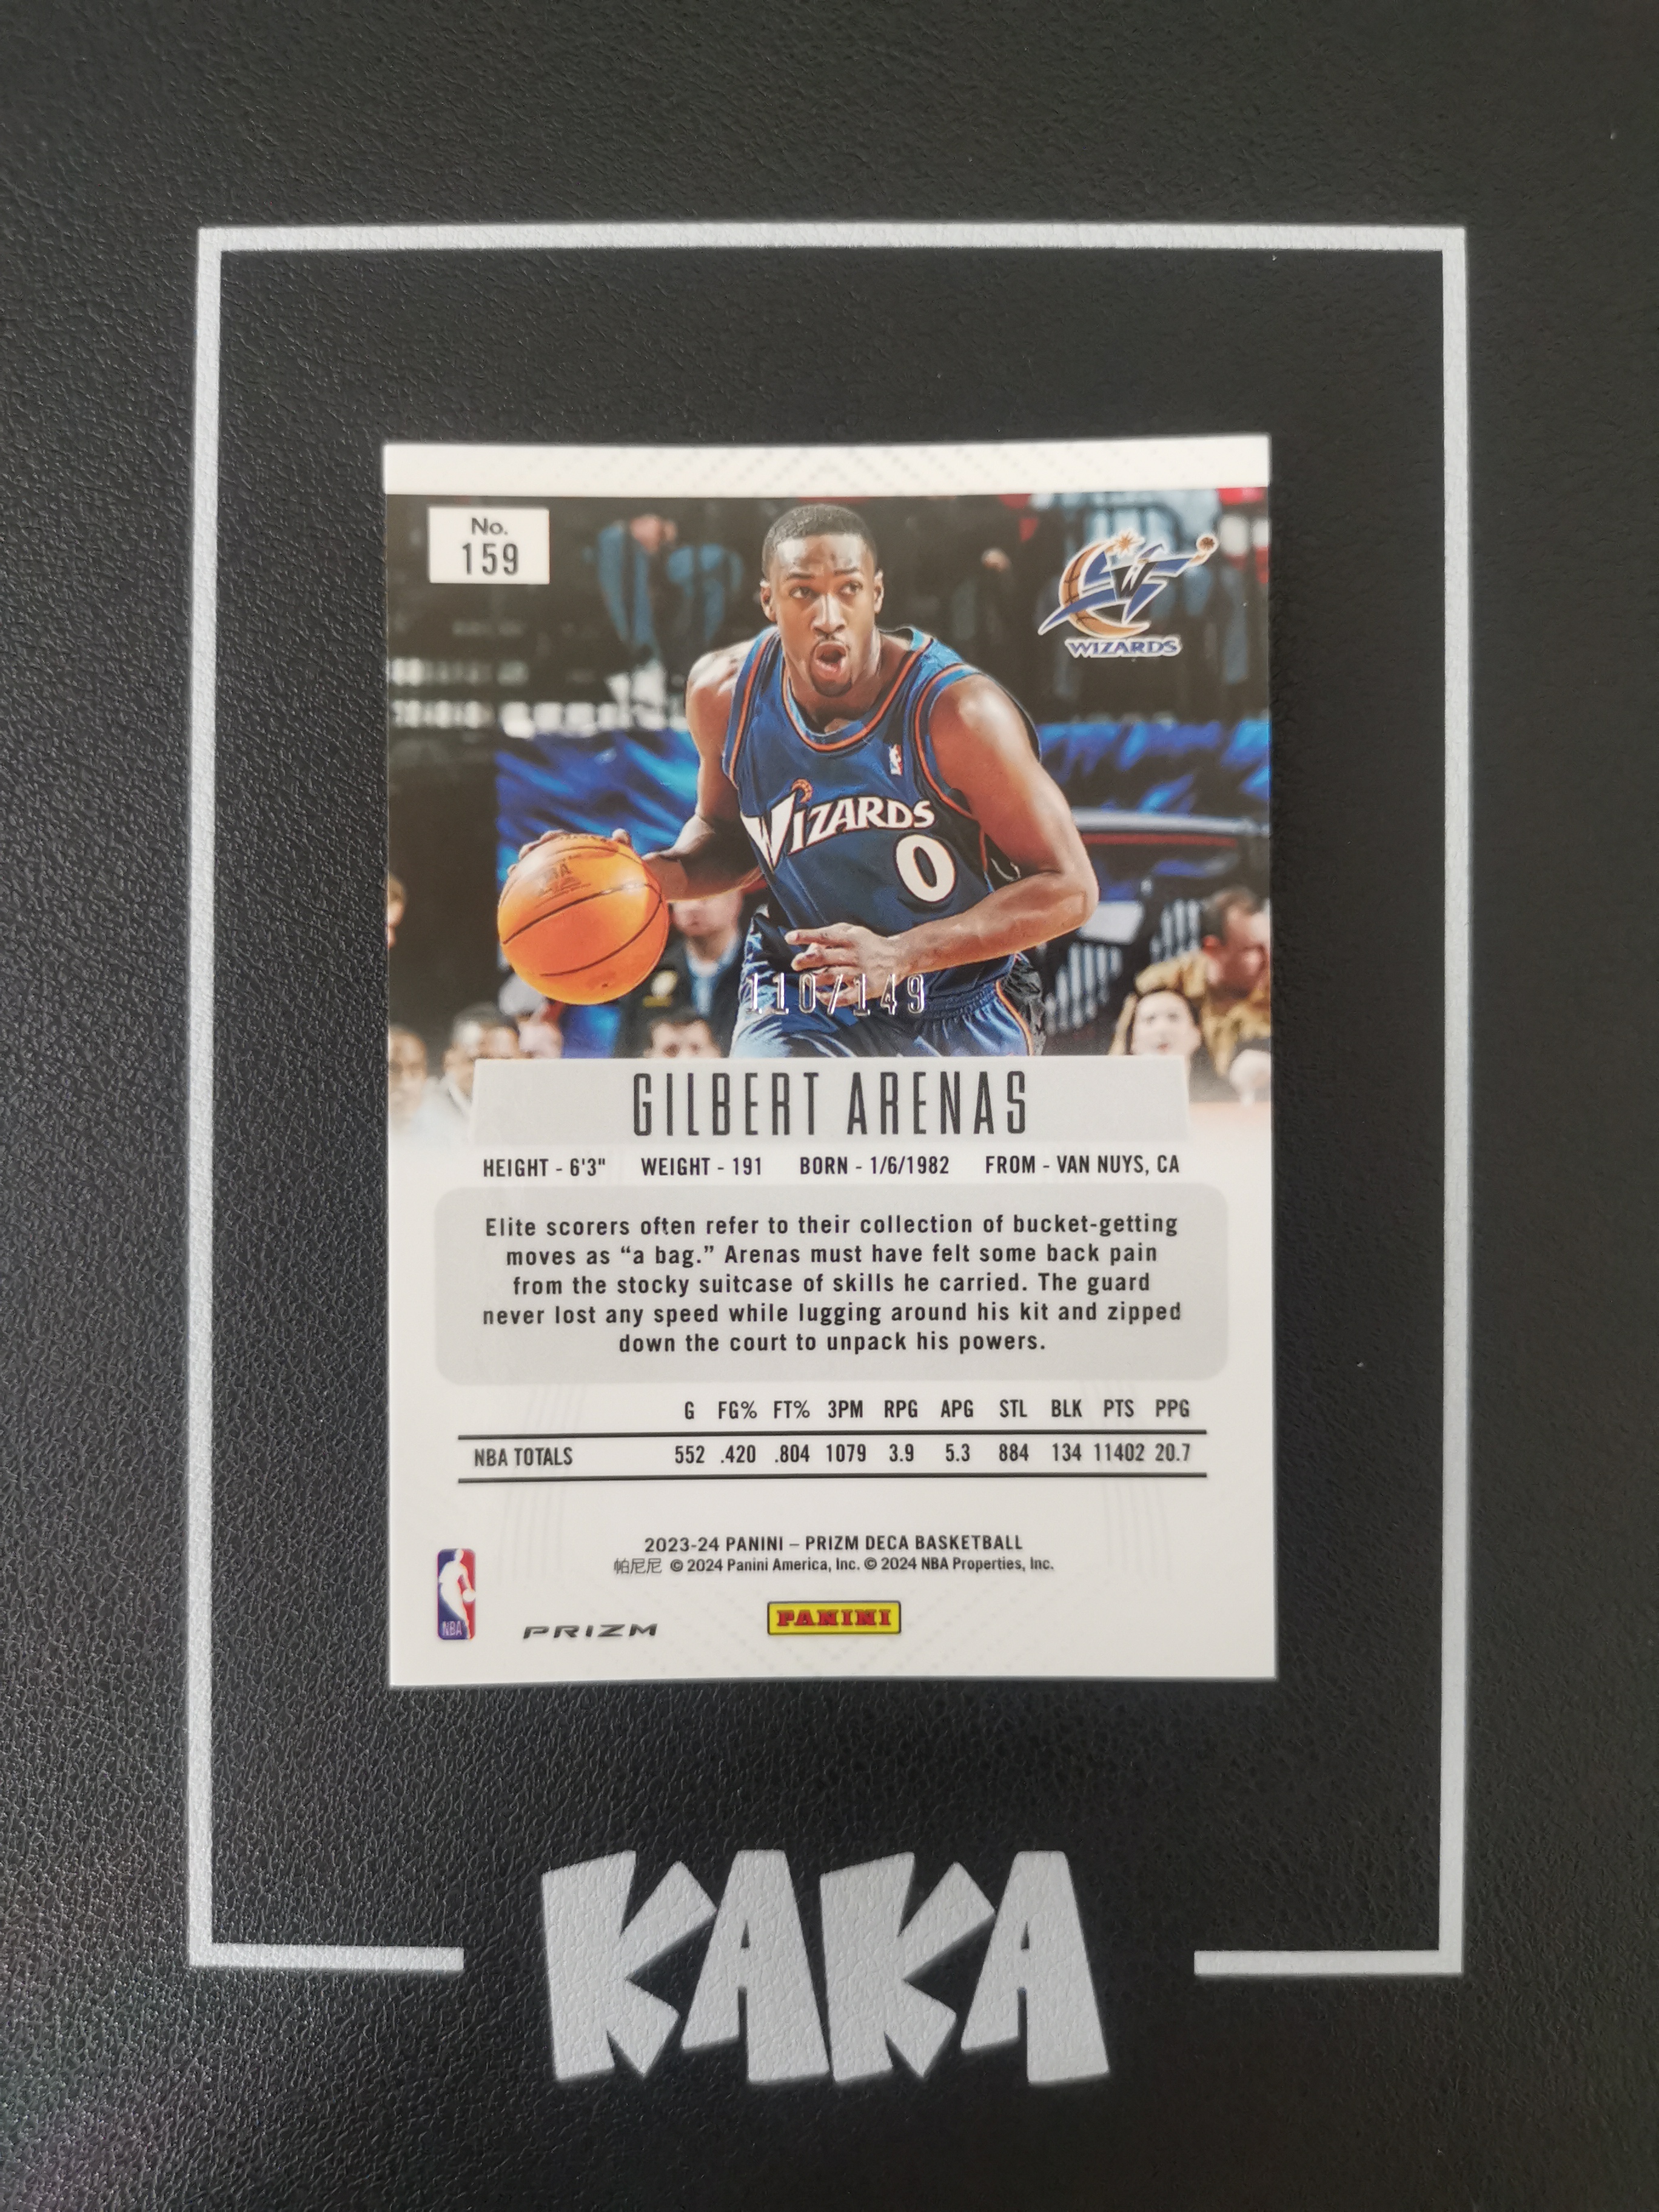 No.
159
WIZARDS
WIZARDS
0
110/149
GILBERT ARENAS
HEIGHT - 6'3" WEIGHT - 191 BORN - 1/6/1982 FROM - VAN NUYS, CA
Elite scorers often refer to their collection of bucket-getting
moves as “a bag.” Arenas must have felt some back pain
from the stocky suitcase of skills he carried. The guard
never lost any speed while lugging around his kit and zipped
down the court to unpack his powers.
G FG% FT% 3PM RPG APG STL BLK PTS PPG
NBA TOTALS 552 .420 .804 1079 3.9 5.3 884 134 11402 20.7
2023-24 PANINI – PRIZM DECA BASKETBALL
帕尼尼 © 2024 Panini America, Inc. © 2024 NBA Properties, Inc.
NBA
PRIZM
PANINI
KAKA